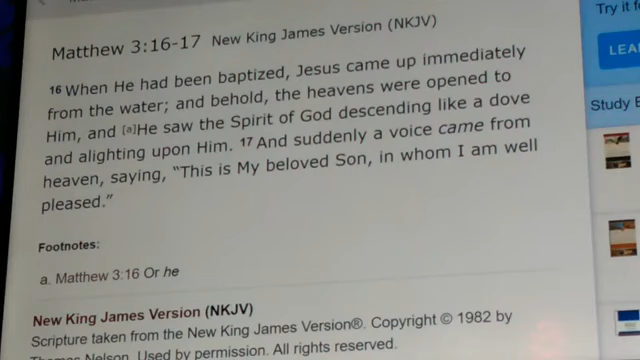 Matthew 3:16-17 New King James Version (NKJV)
16 When He had been baptized, Jesus came up immediately
from the water; and behold, the heavens were opened to
Him, and [a]He saw the Spirit of God descending like a dove
and alighting upon Him. 17 And suddenly a voice came from
heaven, saying, “This is My beloved Son, in whom I am well
pleased.”
Footnotes:
a. Matthew 3:16 Or he
New King James Version (NKJV)
Scripture taken from the New King James Version®. Copyright © 1982 by
Thomas Nelson. Used by permission. All rights reserved.
Try it
Study